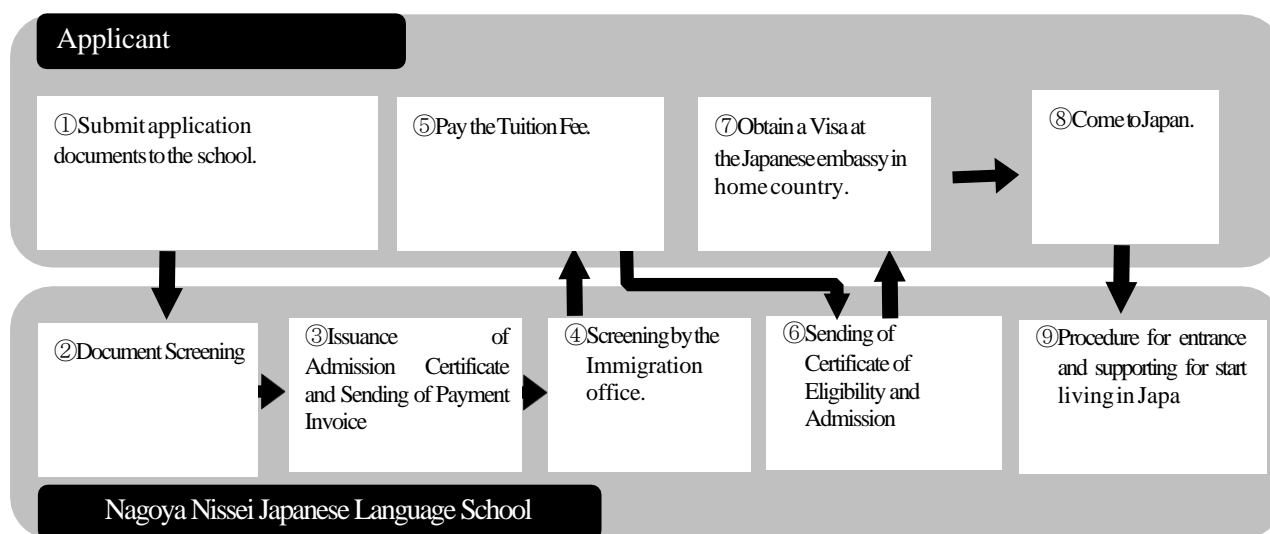 Applicant
①Submit application
documents to the school.
⑤Pay the Tuition Fee.
⑦Obtain a Visa at
the Japanese embassy in
home country.
⑧Come to Japan.
②Document Screening
③Issuance of
Admission Certificate
and Sending of Payment
Invoice
④Screening by the
Immigration
office.
⑥Sending of
Certificate of
Eligibility and
Admission
⑨Procedure for entrance
and supporting for start
living in Japa
Nagoya Nissei Japanese Language School